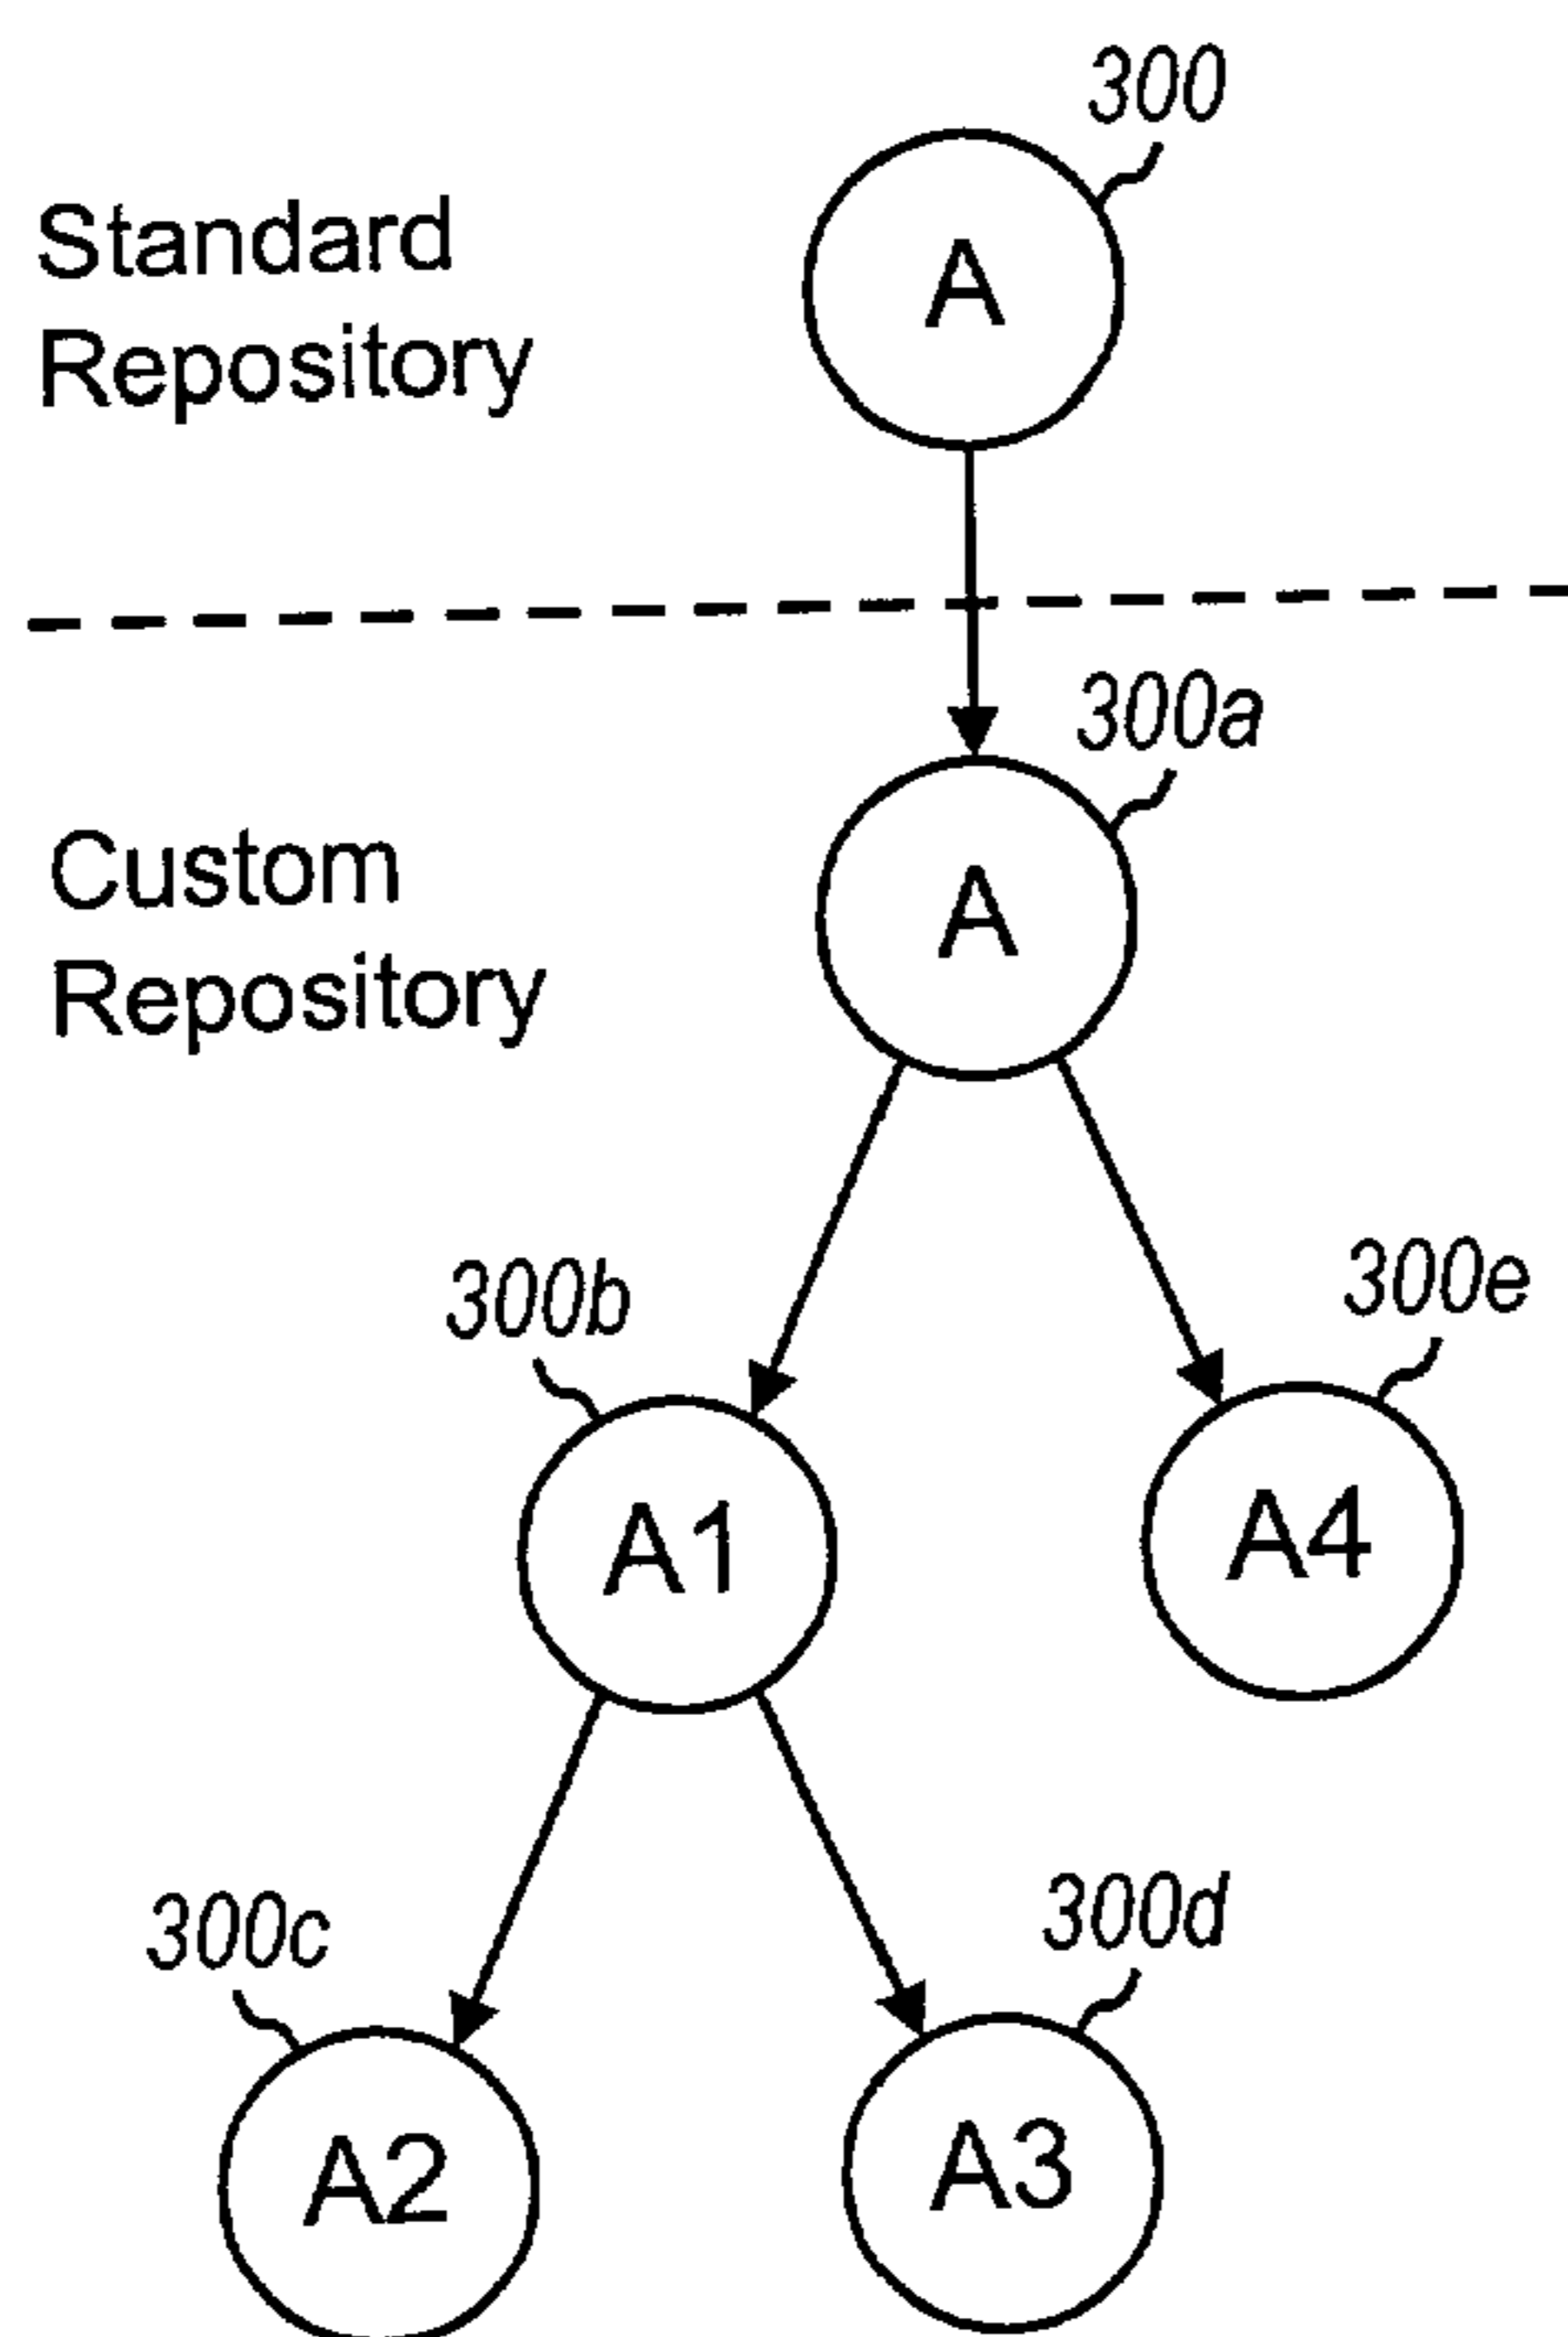 300
Standard
Repository
A
300a
Custom
Repository
A
300b
300e
A1
A4
300c
300d
A2
A3